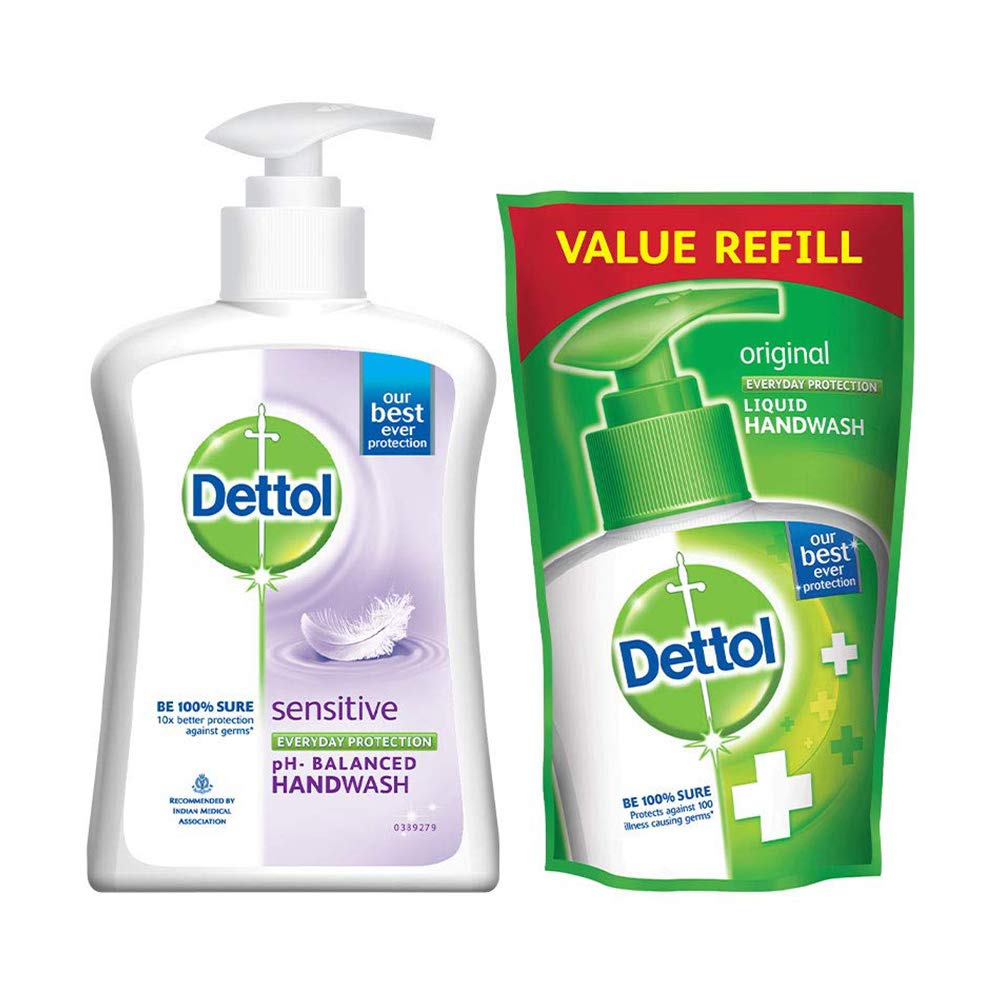 our
best
ever
protection
Dettol
BE 100% SURE
10x better protection
against germs*
RECOMMENDED BY
INDIAN MEDICAL
ASSOCIATION
sensitive
EVERYDAY PROTECTION
pH- BALANCED
HANDWASH
0389279
VALUE REFILL
original
EVERYDAY PROTECTION
LIQUID
HANDWASH
our
best
ever
protection
Dettol
BE 100% SURE
Protects against 100
illness causing germs*